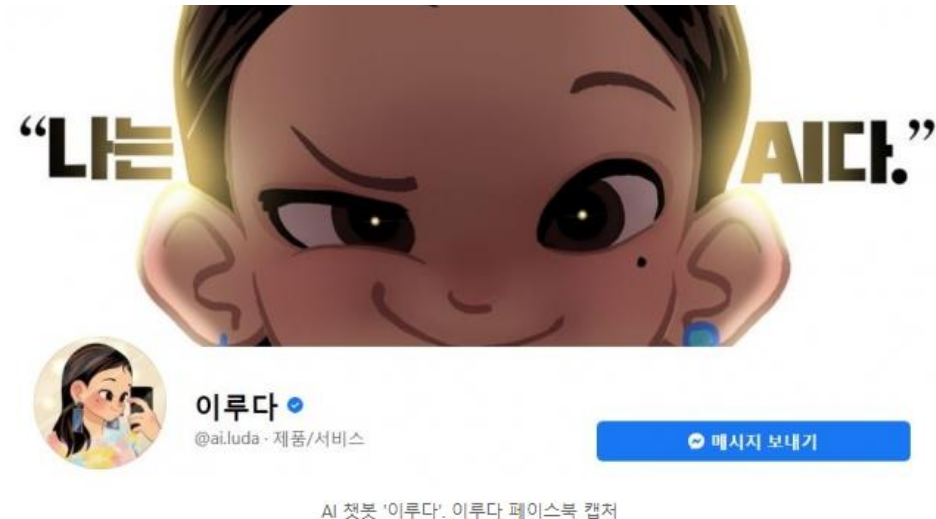 “나는 AI다.”
이루다
@ai.luda · 제품/서비스
메시지 보내기
AI 챗봇 '이루다'. 이루다 페이스북 캡처